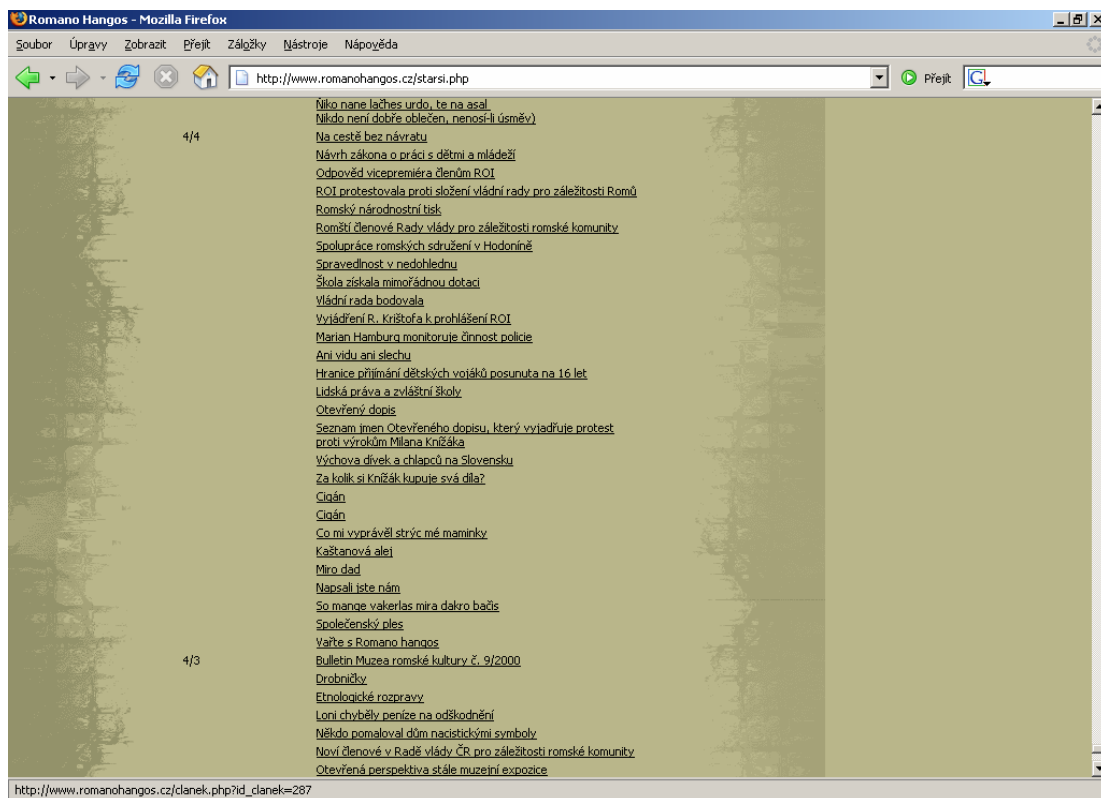 Romano Hangos - Mozilla Firefox
Soubor Úpravy Zobrazit Přejít Záložky Nástroje Nápověda
http://www.romanohangos.cz/starsi.php Přejít G
Ňiko nane lačhes urdo, te na asal
Nikdo není dobře oblečen, nenosí-li úsměv)
4/4 Na cestě bez návratu
Návrh zákona o práci s dětmi a mládeží
Odpověd vicepremiéra členům ROI
ROI protestovala proti složení vládní rady pro záležitosti Romů
Romský národnostní tisk
Romští členové Rady vlády pro záležitosti romské komunity
Spolupráce romských sdružení v Hodoníně
Spravedlnost v nedohlednu
Škola získala mimořádnou dotaci
Vládní rada bodovala
Vyjádření R. Krištofa k prohlášení ROI
Marian Hamburg monitoruje činnost policie
Ani vidu ani slechu
Hranice přijímání dětských vojáků posunuta na 16 let
Lidská práva a zvláštní školy
Otevřený dopis
Seznam jmen Otevřeného dopisu, který vyjadřuje protest
proti výrokům Milana Knížáka
Výchova dívek a chlapců na Slovensku
Za kolik si Knížák kupuje svá díla?
Cigán
Cigán
Co mi vyprávěl strýc mé maminky
Kaštanová alej
Miro dad
Napsali jste nám
So mange vakerlas mira dakro bačis
Společenský ples
Vařte s Romano hangos
4/3 Bulletin Muzea romské kultury č. 9/2000
Drobničky
Etnologické rozpravy
Loni chyběly peníze na odškodnění
Někdo pomaloval dům nacistickými symboly
Noví členové v Radě vlády ČR pro záležitosti romské komunity
Otevřená perspektiva stále muzejní expozice
http://www.romanohangos.cz/clanek.php?id_clanek=287